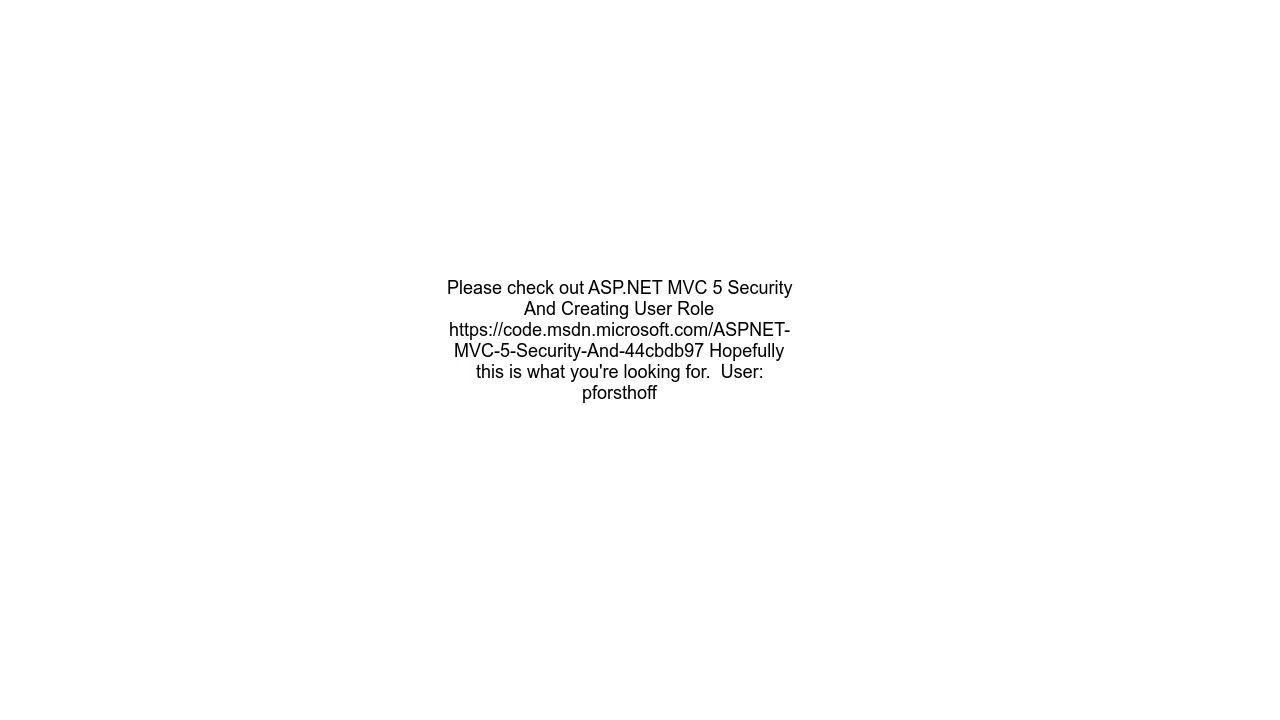 Please check out ASP.NET MVC 5 Security
And Creating User Role
https://code.msdn.microsoft.com/ASPNET-
MVC-5-Security-And-44cbdb97 Hopefully
this is what you're looking for.  User:
pforsthoff